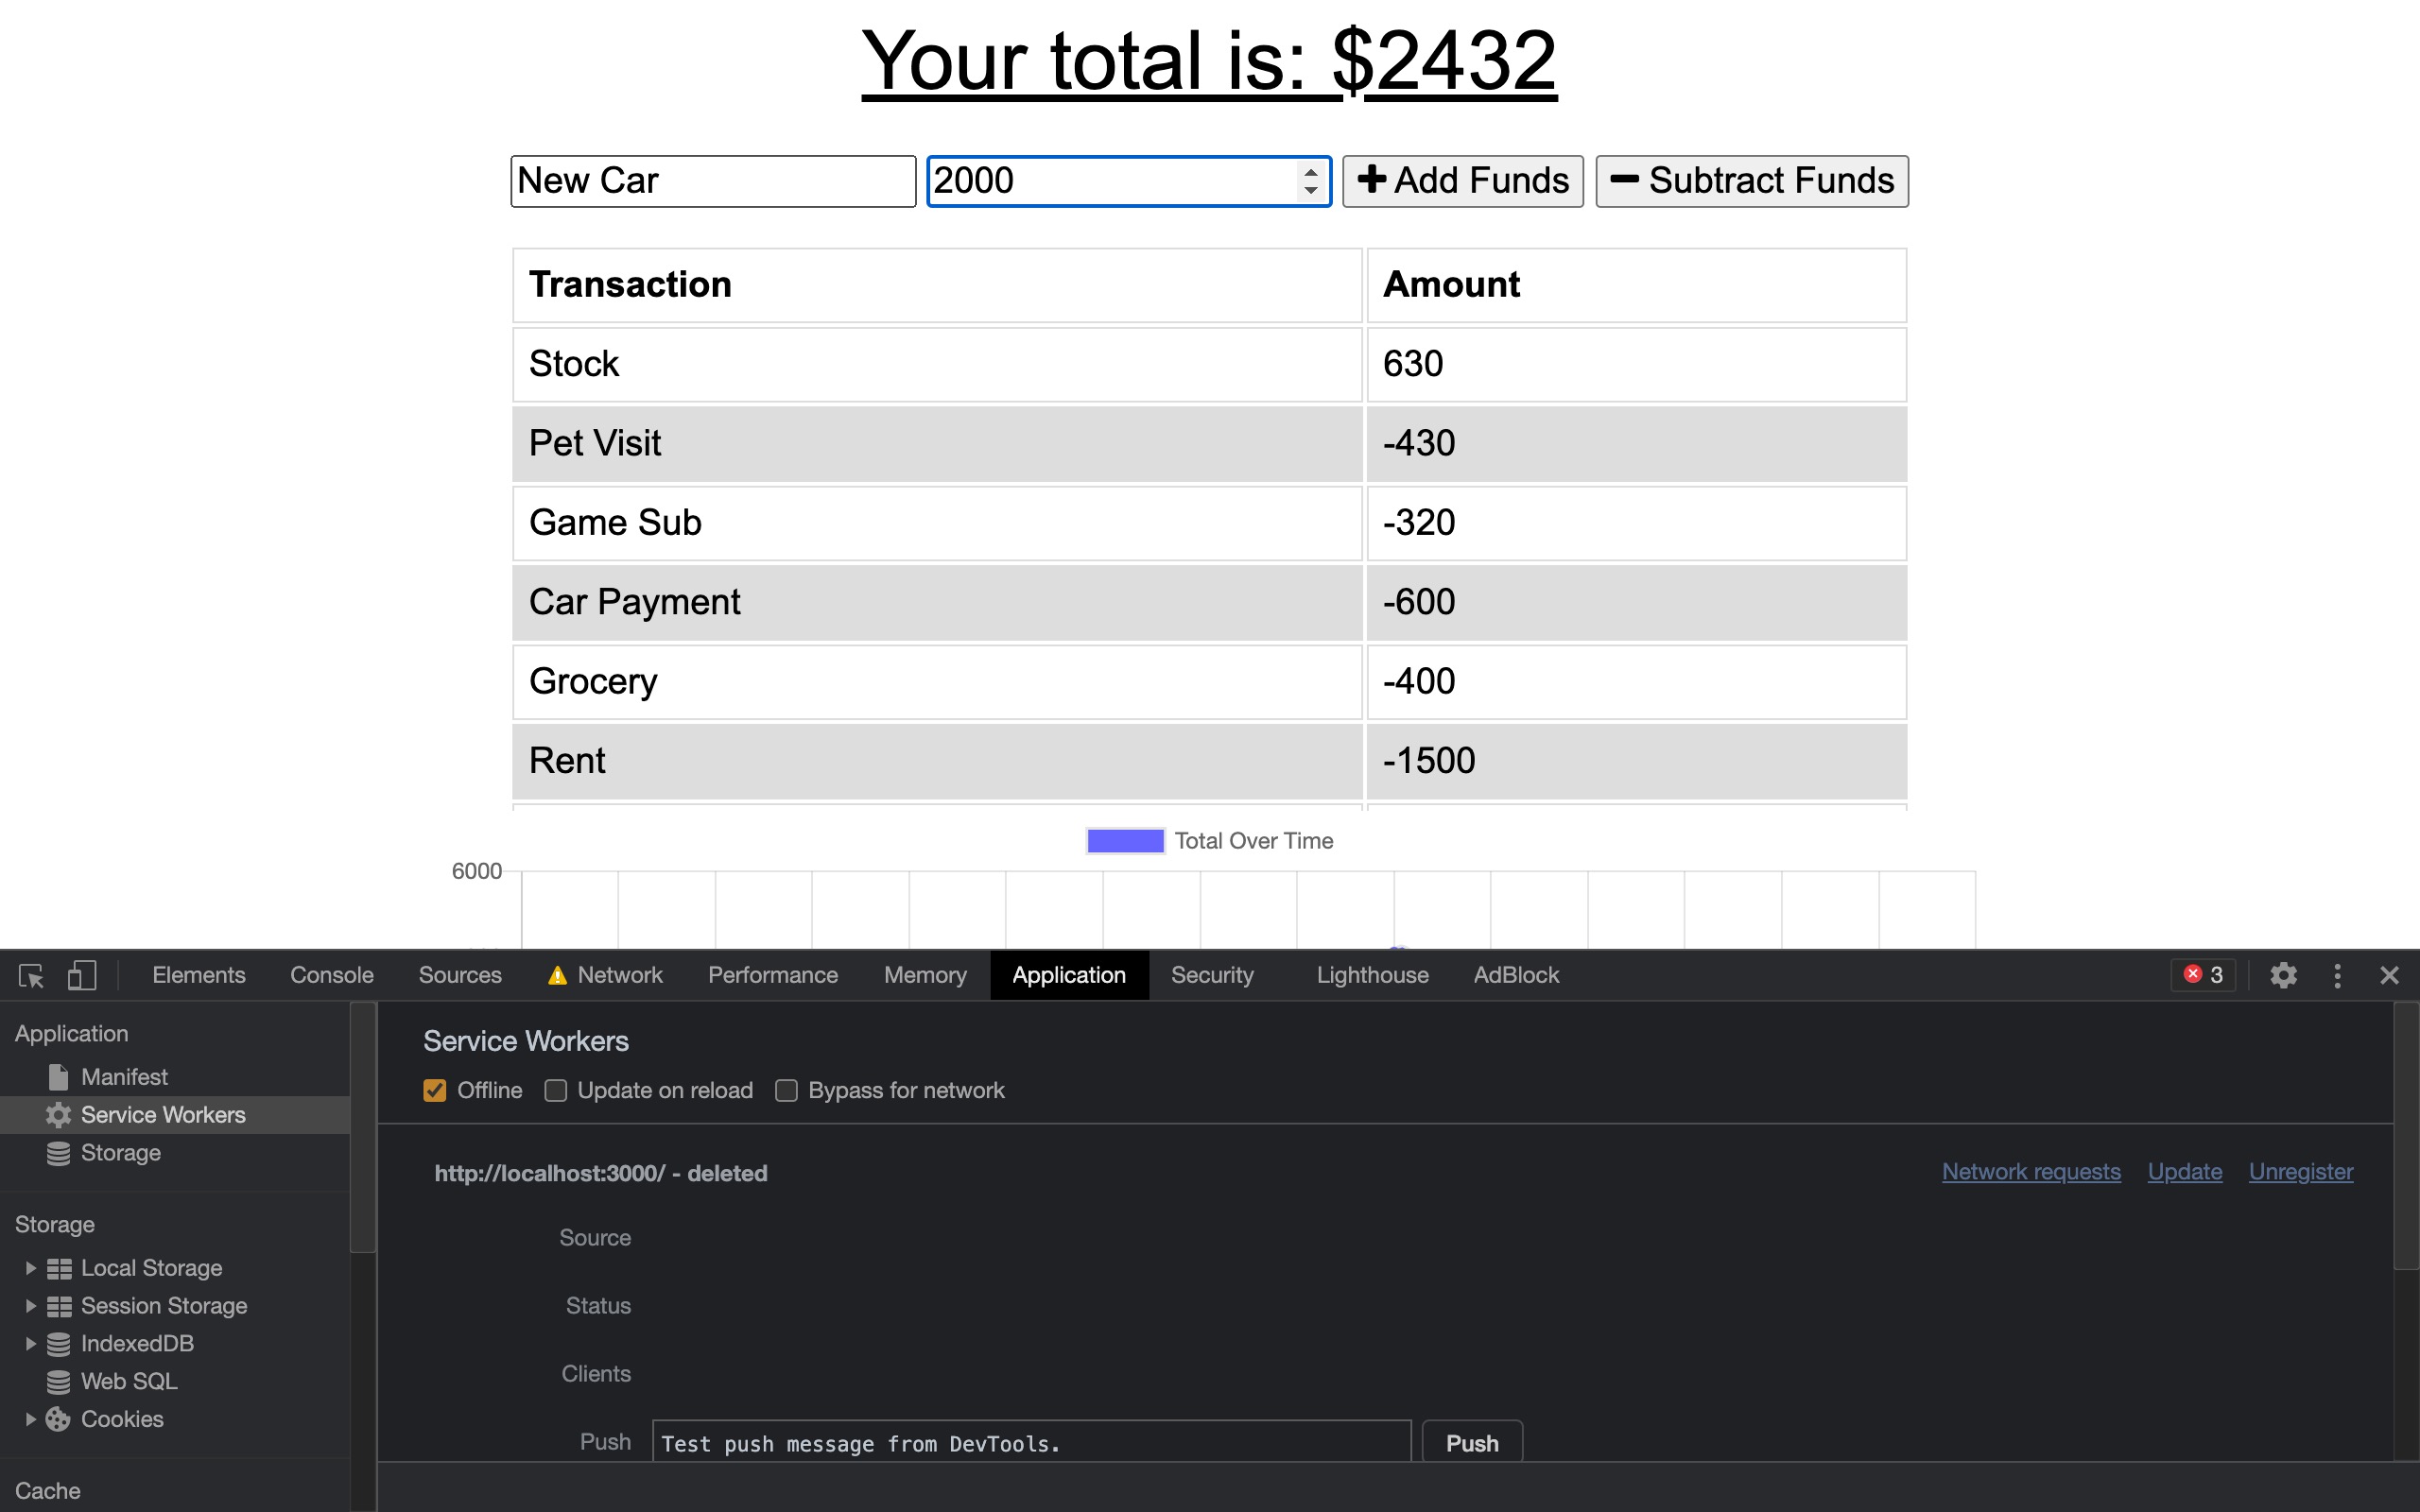 Your total is: $2432
New Car 2000 Add Funds Subtract Funds
Transaction Amount
Stock 630
Pet Visit -430
Game Sub -320
Car Payment -600
Grocery -400
Rent -1500
Total Over Time
6000
Elements Console Sources Network Performance Memory Application Security Lighthouse AdBlock 3
Application
Manifest
Service Workers
Storage
Storage
Local Storage
Session Storage
IndexedDB
Web SQL
Cookies
Cache
Service Workers
Offline Update on reload Bypass for network
http://localhost:3000/ - deleted Network requests Update Unregister
Source
Status
Clients
Push Test push message from DevTools. Push